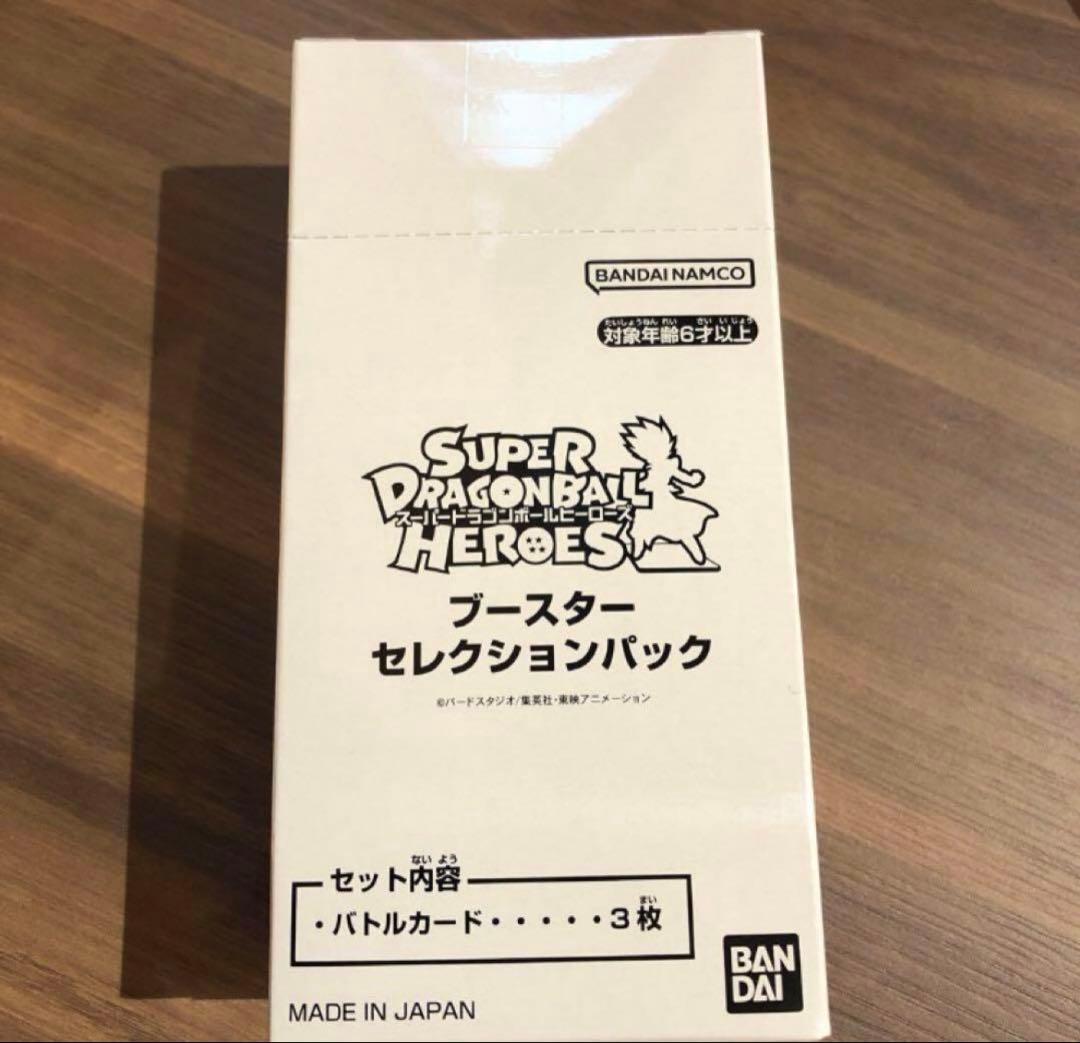 BANDAI NAMCO
たいしょうねんれい さいいじょう
対象年齢6才以上
SUPER
DRAGONBALL
スーパードラゴンボールヒーローズ
HEROES
ブースター
セレクションパック
©バードスタジオ/集英社・東映アニメーション
ないよう
セット内容
まい
・バトルカード・・・・・3枚
BAN
DAI
MADE IN JAPAN